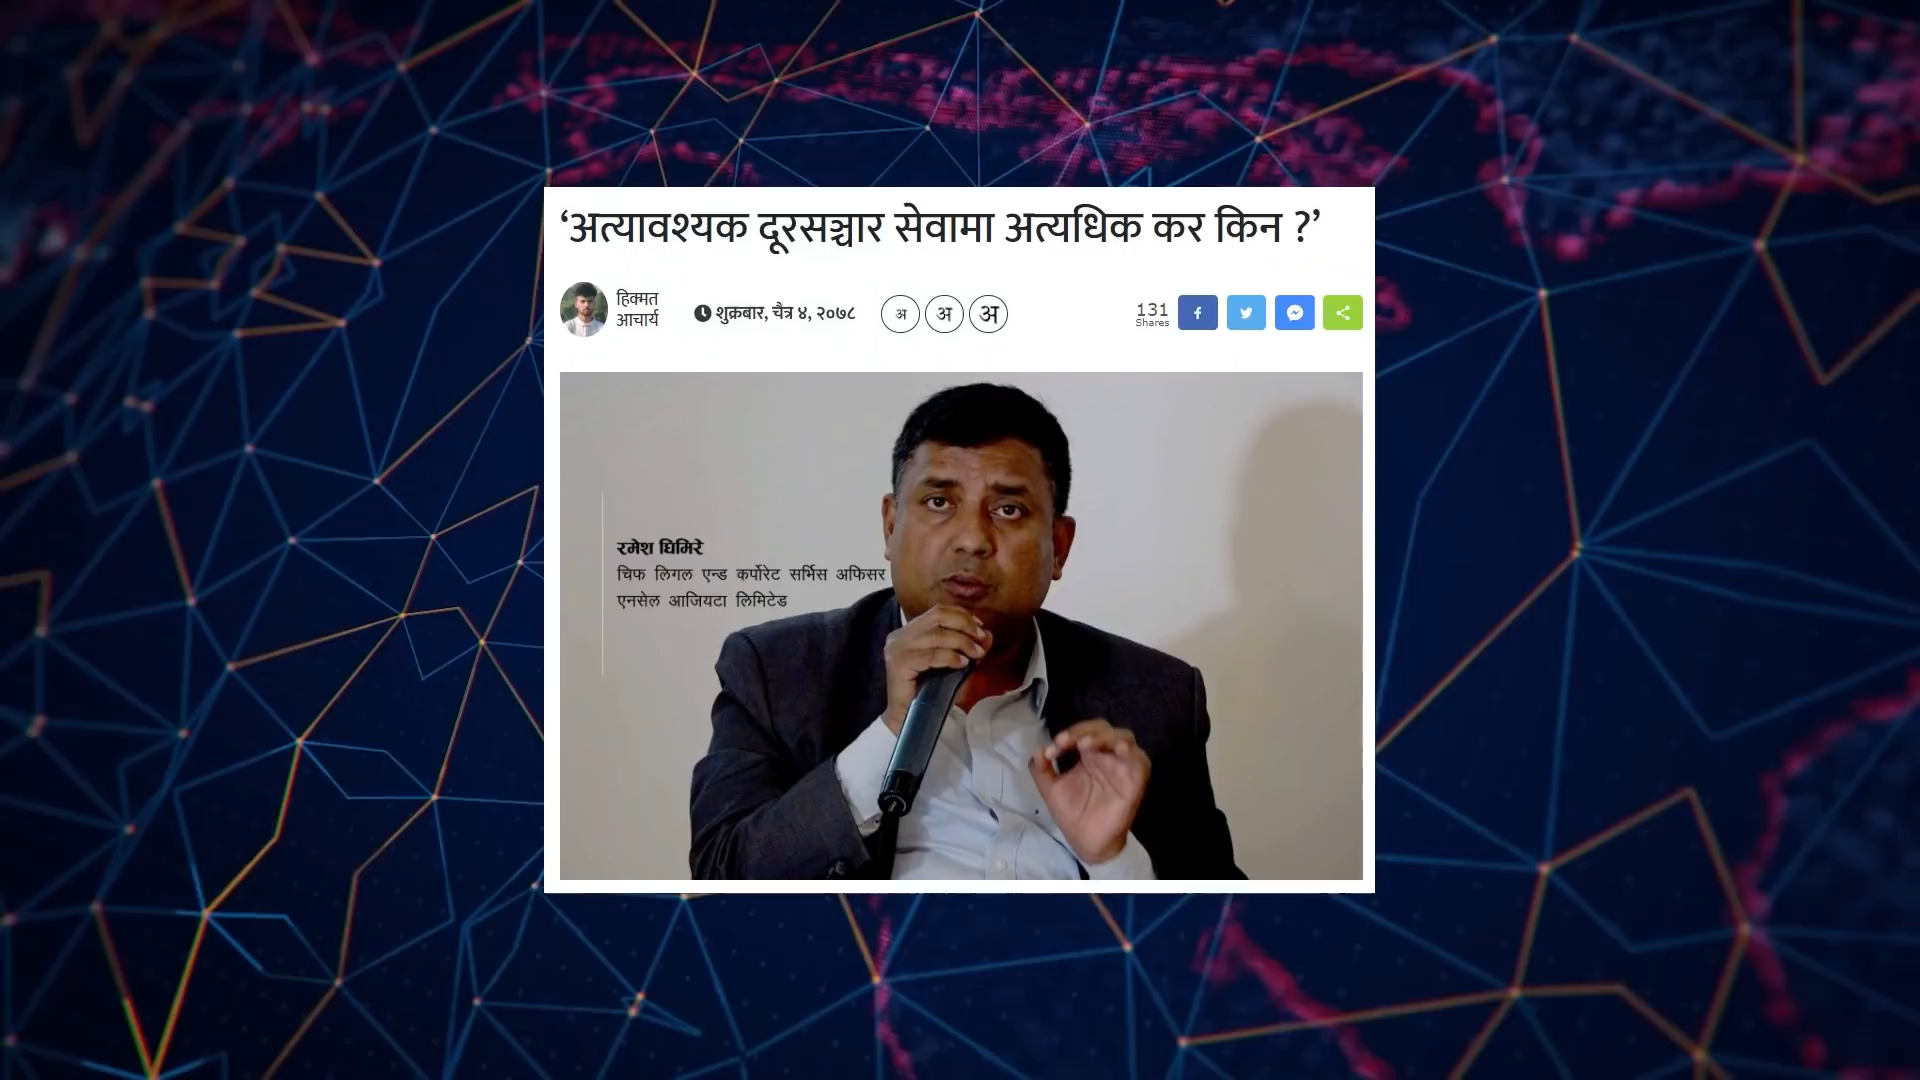 ‘अत्यावश्यक दूरसञ्चार सेवामा अत्यधिक कर किन ?’
हिक्मत
आचार्य
शुक्रबार, चैत्र ४, २०७८
अ अ अ
131
Shares
रमेश घिमिरे
चिफ लिगल एन्ड कर्पोरेट सर्भिस अफिसर
एनसेल आजियटा लिमिटेड